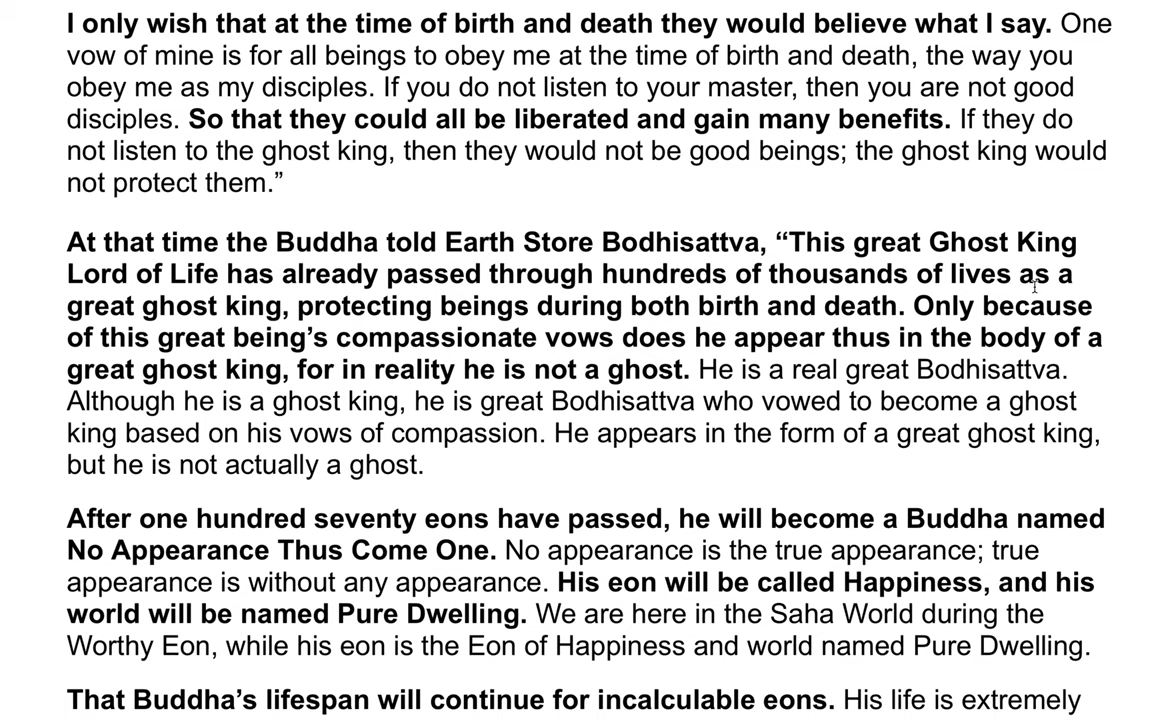 I only wish that at the time of birth and death they would believe what I say. One
vow of mine is for all beings to obey me at the time of birth and death, the way you
obey me as my disciples. If you do not listen to your master, then you are not good
disciples. So that they could all be liberated and gain many benefits. If they do
not listen to the ghost king, then they would not be good beings; the ghost king would
not protect them.”
At that time the Buddha told Earth Store Bodhisattva, “This great Ghost King
Lord of Life has already passed through hundreds of thousands of lives as a
great ghost king, protecting beings during both birth and death. Only because
of this great being’s compassionate vows does he appear thus in the body of a
great ghost king, for in reality he is not a ghost. He is a real great Bodhisattva.
Although he is a ghost king, he is great Bodhisattva who vowed to become a ghost
king based on his vows of compassion. He appears in the form of a great ghost king,
but he is not actually a ghost.
After one hundred seventy eons have passed, he will become a Buddha named
No Appearance Thus Come One. No appearance is the true appearance; true
appearance is without any appearance. His eon will be called Happiness, and his
world will be named Pure Dwelling. We are here in the Saha World during the
Worthy Eon, while his eon is the Eon of Happiness and world named Pure Dwelling.
That Buddha’s lifespan will continue for incalculable eons. His life is extremely